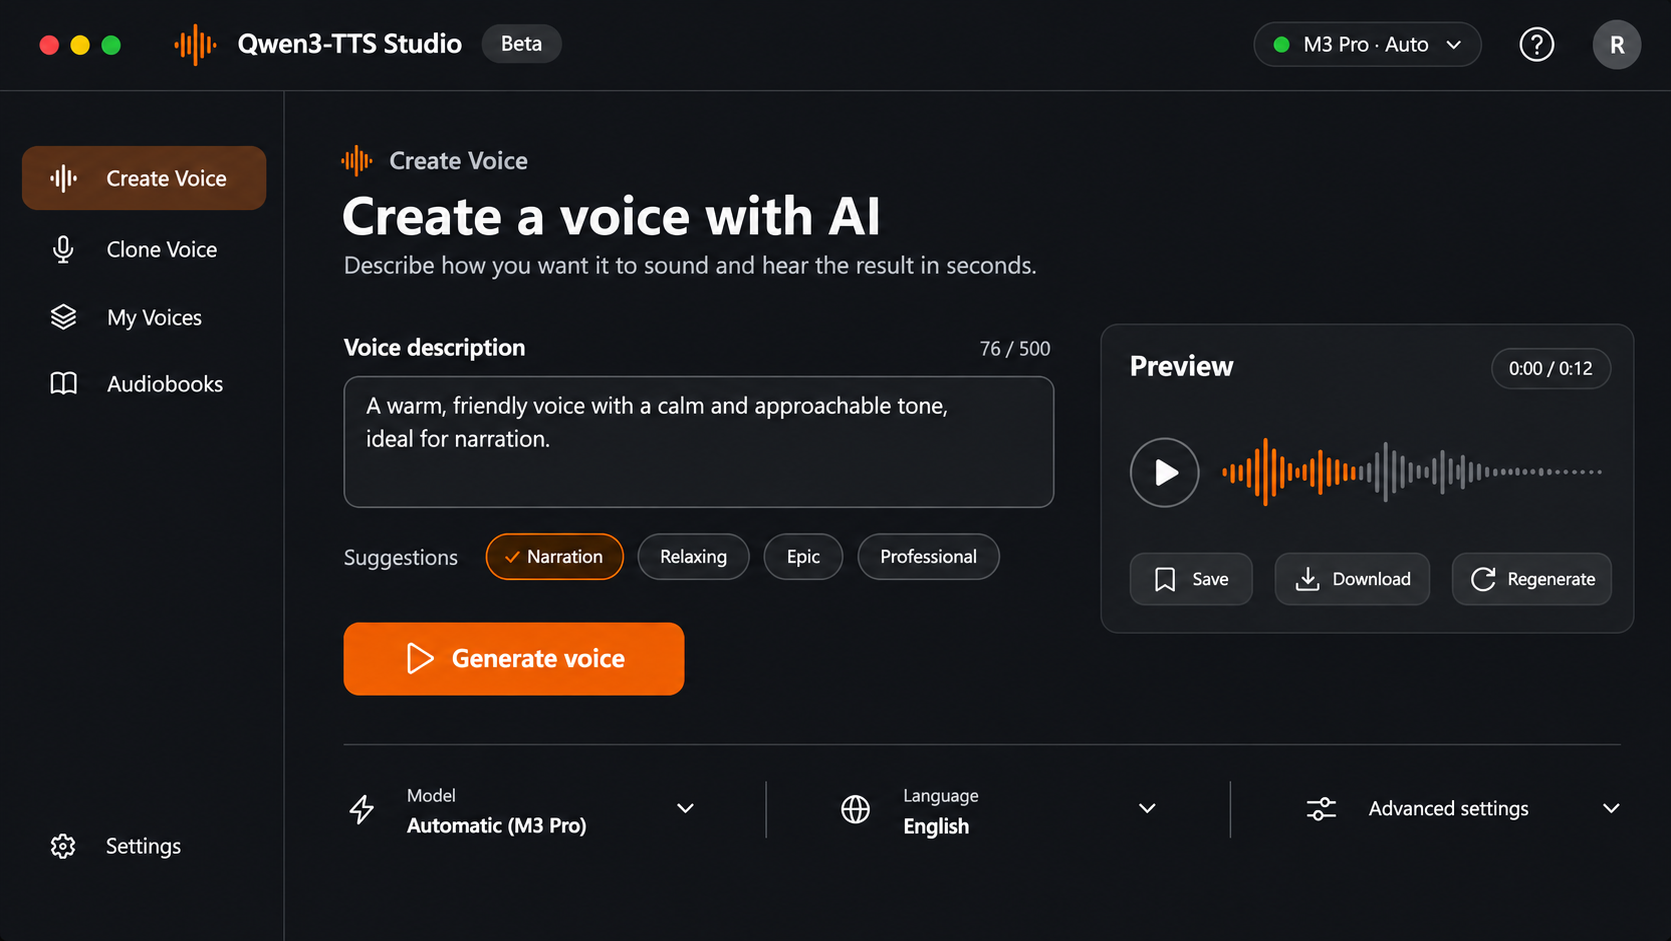 Qwen3-TTS Studio
Beta
M3 Pro · Auto
?
R
Create Voice
Clone Voice
My Voices
Audiobooks
Settings
Create Voice
Create a voice with AI
Describe how you want it to sound and hear the result in seconds.
Voice description
76 / 500
A warm, friendly voice with a calm and approachable tone,
ideal for narration.
Suggestions
Narration
Relaxing
Epic
Professional
Generate voice
Preview
0:00 / 0:12
Save
Download
Regenerate
Model
Automatic (M3 Pro)
Language
English
Advanced settings